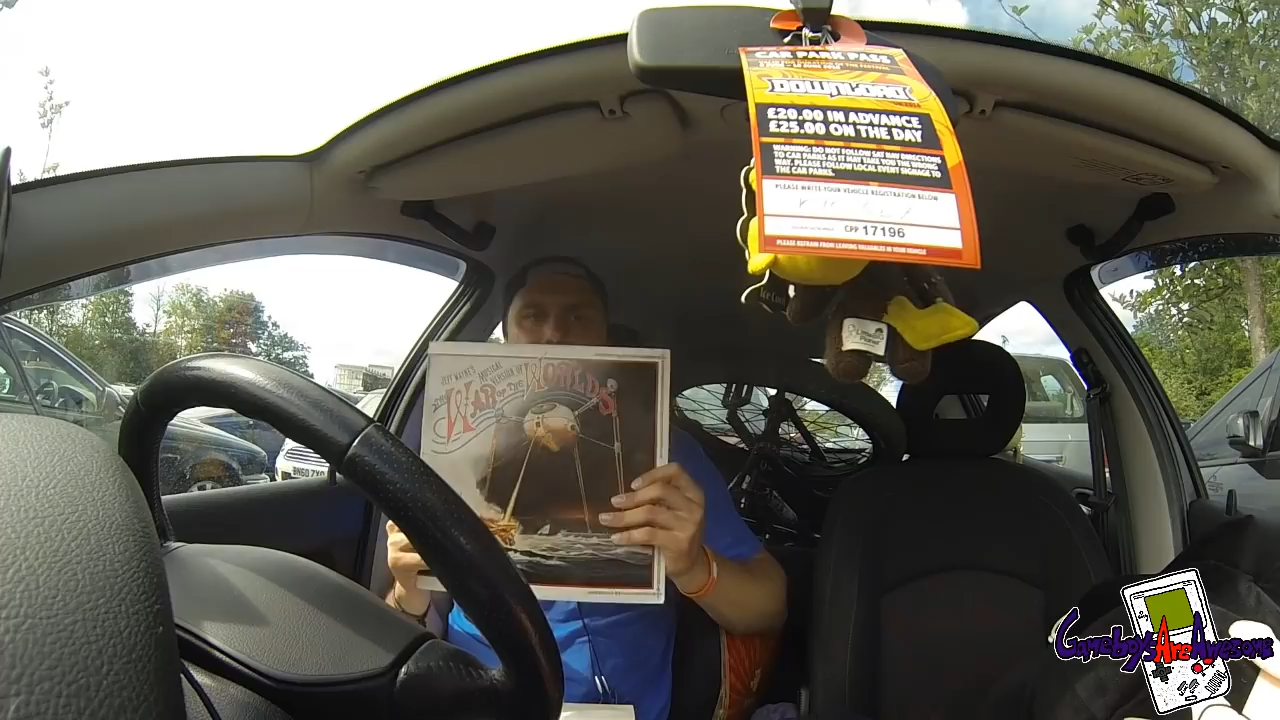 CAR PARK PASS
DOWNLOAD
£20.00 IN ADVANCE
£25.00 ON THE DAY
WARNING: DO NOT FOLLOW SAT NAV DIRECTIONS
TO CAR PARKS AS IT MAY TAKE YOU THE WRONG
WAY. PLEASE FOLLOW LOCAL EVENT SIGNAGE TO
THE CAR PARKS.
PLEASE WRITE YOUR VEHICLE REGISTRATION BELOW
CPP 17196
PLEASE REFRAIN FROM LEAVING VALUABLES IN YOUR VEHICLE
JEFF WAYNE'S
MUSICAL
VERSION OF
THE
WAR
OF THE
WORLDS
GameboysAreAwesome